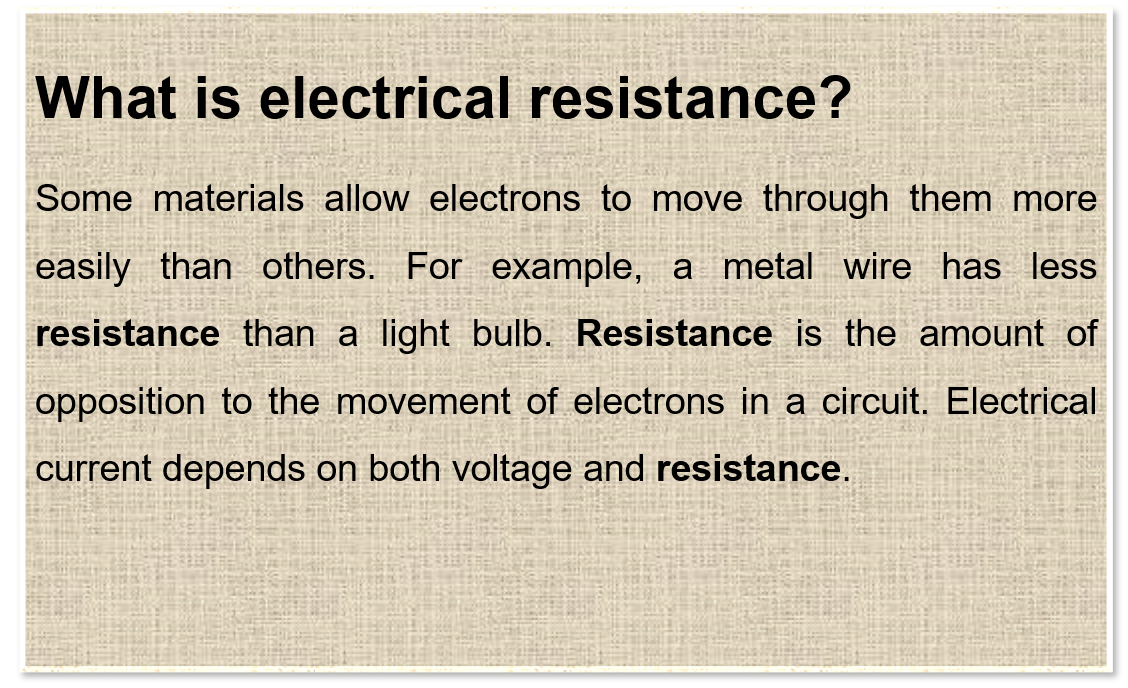 What is electrical resistance?
Some materials allow electrons to move through them more
easily than others. For example, a metal wire has less
resistance than a light bulb. Resistance is the amount of
opposition to the movement of electrons in a circuit. Electrical
current depends on both voltage and resistance.